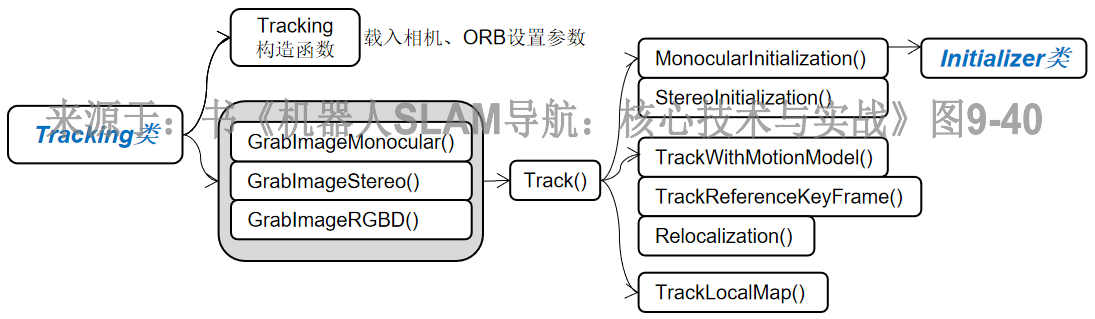 Tracking
构造函数
载入相机、ORB设置参数
Tracking类
GrabImageMonocular()
GrabImageStereo()
GrabImageRGBD()
Track()
MonocularInitialization()
StereoInitialization()
Initializer类
TrackWithMotionModel()
TrackReferenceKeyFrame()
Relocalization()
TrackLocalMap()
来源于：书《机器人SLAM导航：核心技术与实战》图9-40